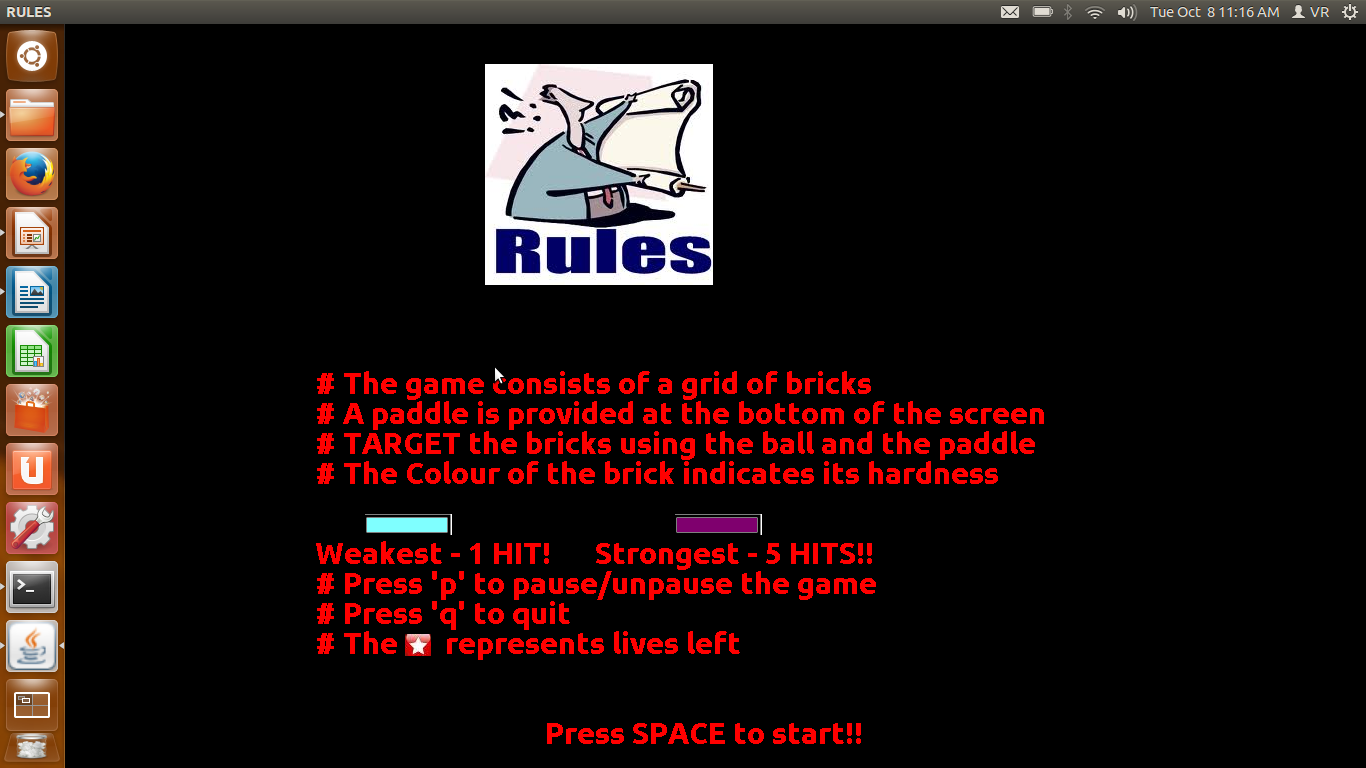 RULES
Tue Oct 8 11:16 AM
VR
Rules
# The game consists of a grid of bricks
# A paddle is provided at the bottom of the screen
# TARGET the bricks using the ball and the paddle
# The Colour of the brick indicates its hardness
Weakest - 1 HIT! Strongest - 5 HITS!!
# Press 'p' to pause/unpause the game
# Press 'q' to quit
# The represents lives left
Press SPACE to start!!